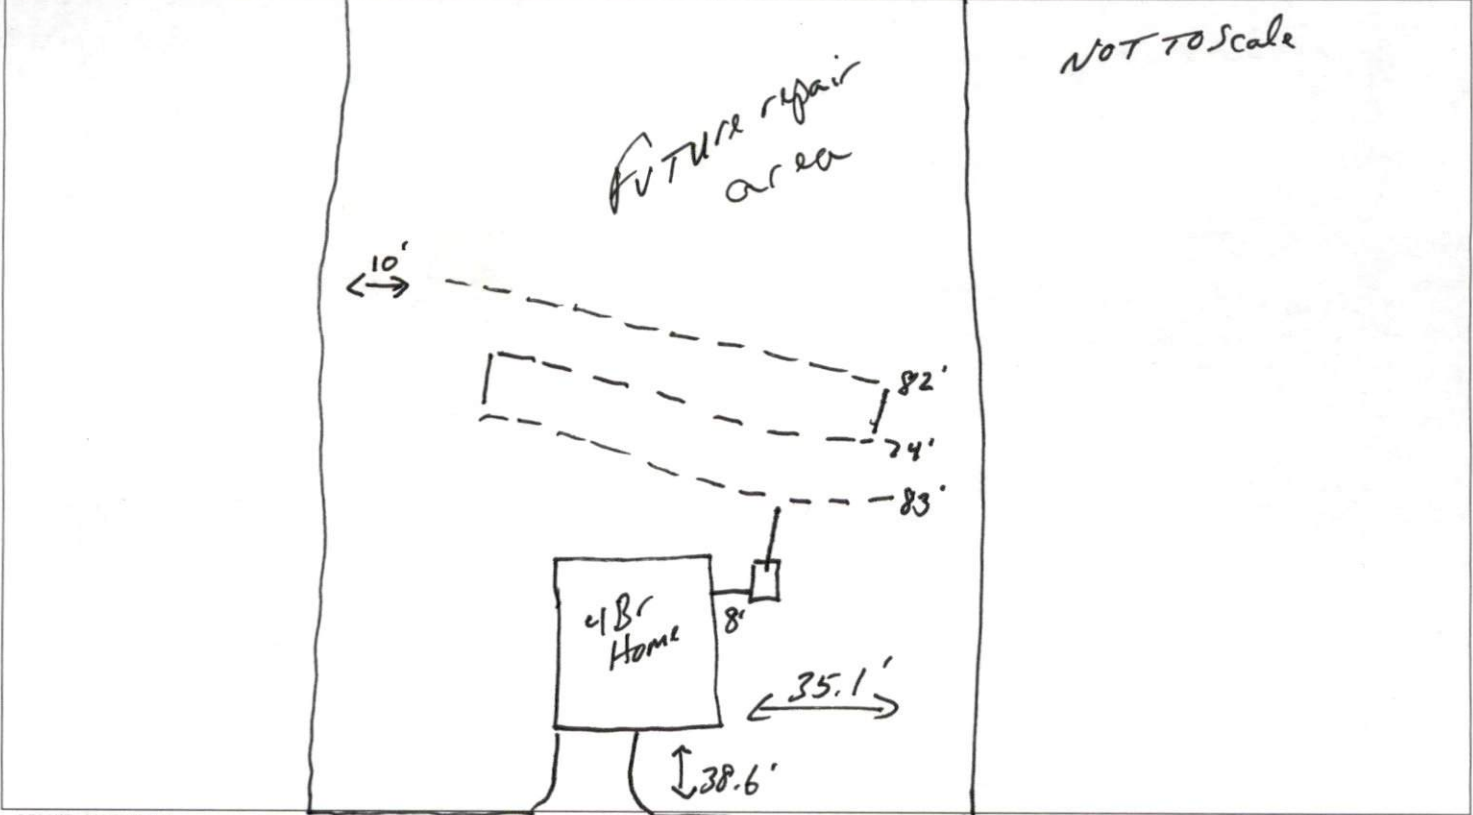 NOT TO Scale
FUTUre repair
area
10'
82'
74'
83'
4Br
Home
8'
35.1'
38.6'